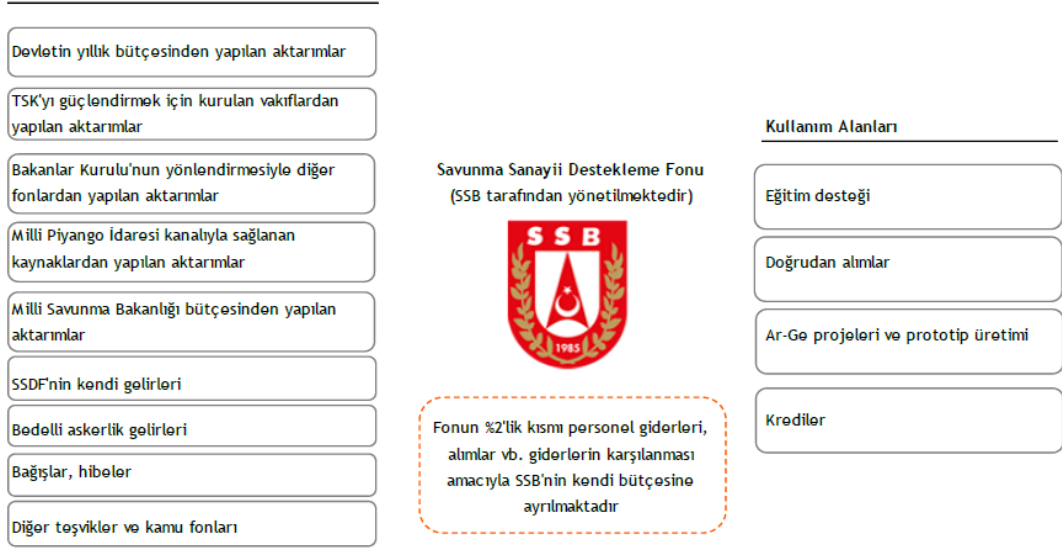 Devletin yıllık bütçesinden yapılan aktarımlar
TSK'yı güçlendirmek için kurulan vakıflardan
yapılan aktarımlar
Bakanlar Kurulu'nun yönlendirmesiyle diğer
fonlardan yapılan aktarımlar
Milli Piyango İdaresi kanalıyla sağlanan
kaynaklardan yapılan aktarımlar
Milli Savunma Bakanlığı bütçesinden yapılan
aktarımlar
SSDF'nin kendi gelirleri
Bedelli askerlik gelirleri
Bağışlar, hibeler
Diğer teşvikler ve kamu fonları
Savunma Sanayii Destekleme Fonu
(SSB tarafından yönetilmektedir)
SSB
1985
Fonun %2'lik kısmı personel giderleri,
alımlar vb. giderlerin karşılanması
amacıyla SSB'nin kendi bütçesine
ayrılmaktadır
Kullanım Alanları
Eğitim desteği
Doğrudan alımlar
Ar-Ge projeleri ve prototip üretimi
Krediler